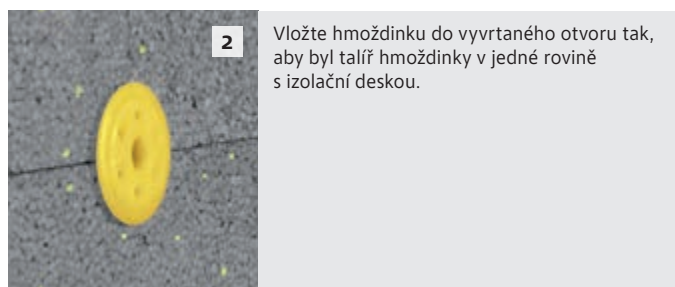 2
Vložte hmoždinku do vyvrtaného otvoru tak,
aby byl talíř hmoždinky v jedné rovině
s izolační deskou.